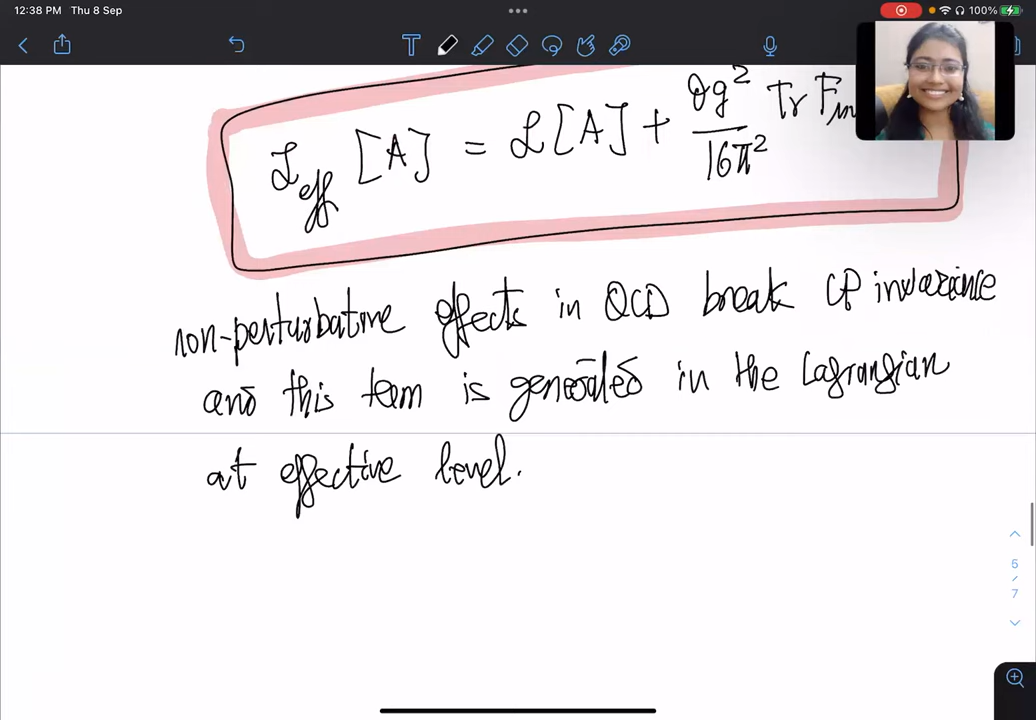 12:38 PM Thu 8 Sep
100%
T
L_eff [A] = L[A] + θg²/16π² Tr F
non-perturbative effects in QCD break CP invariance
and this term is generated in the Lagrangian
at effective level.
5
/
7